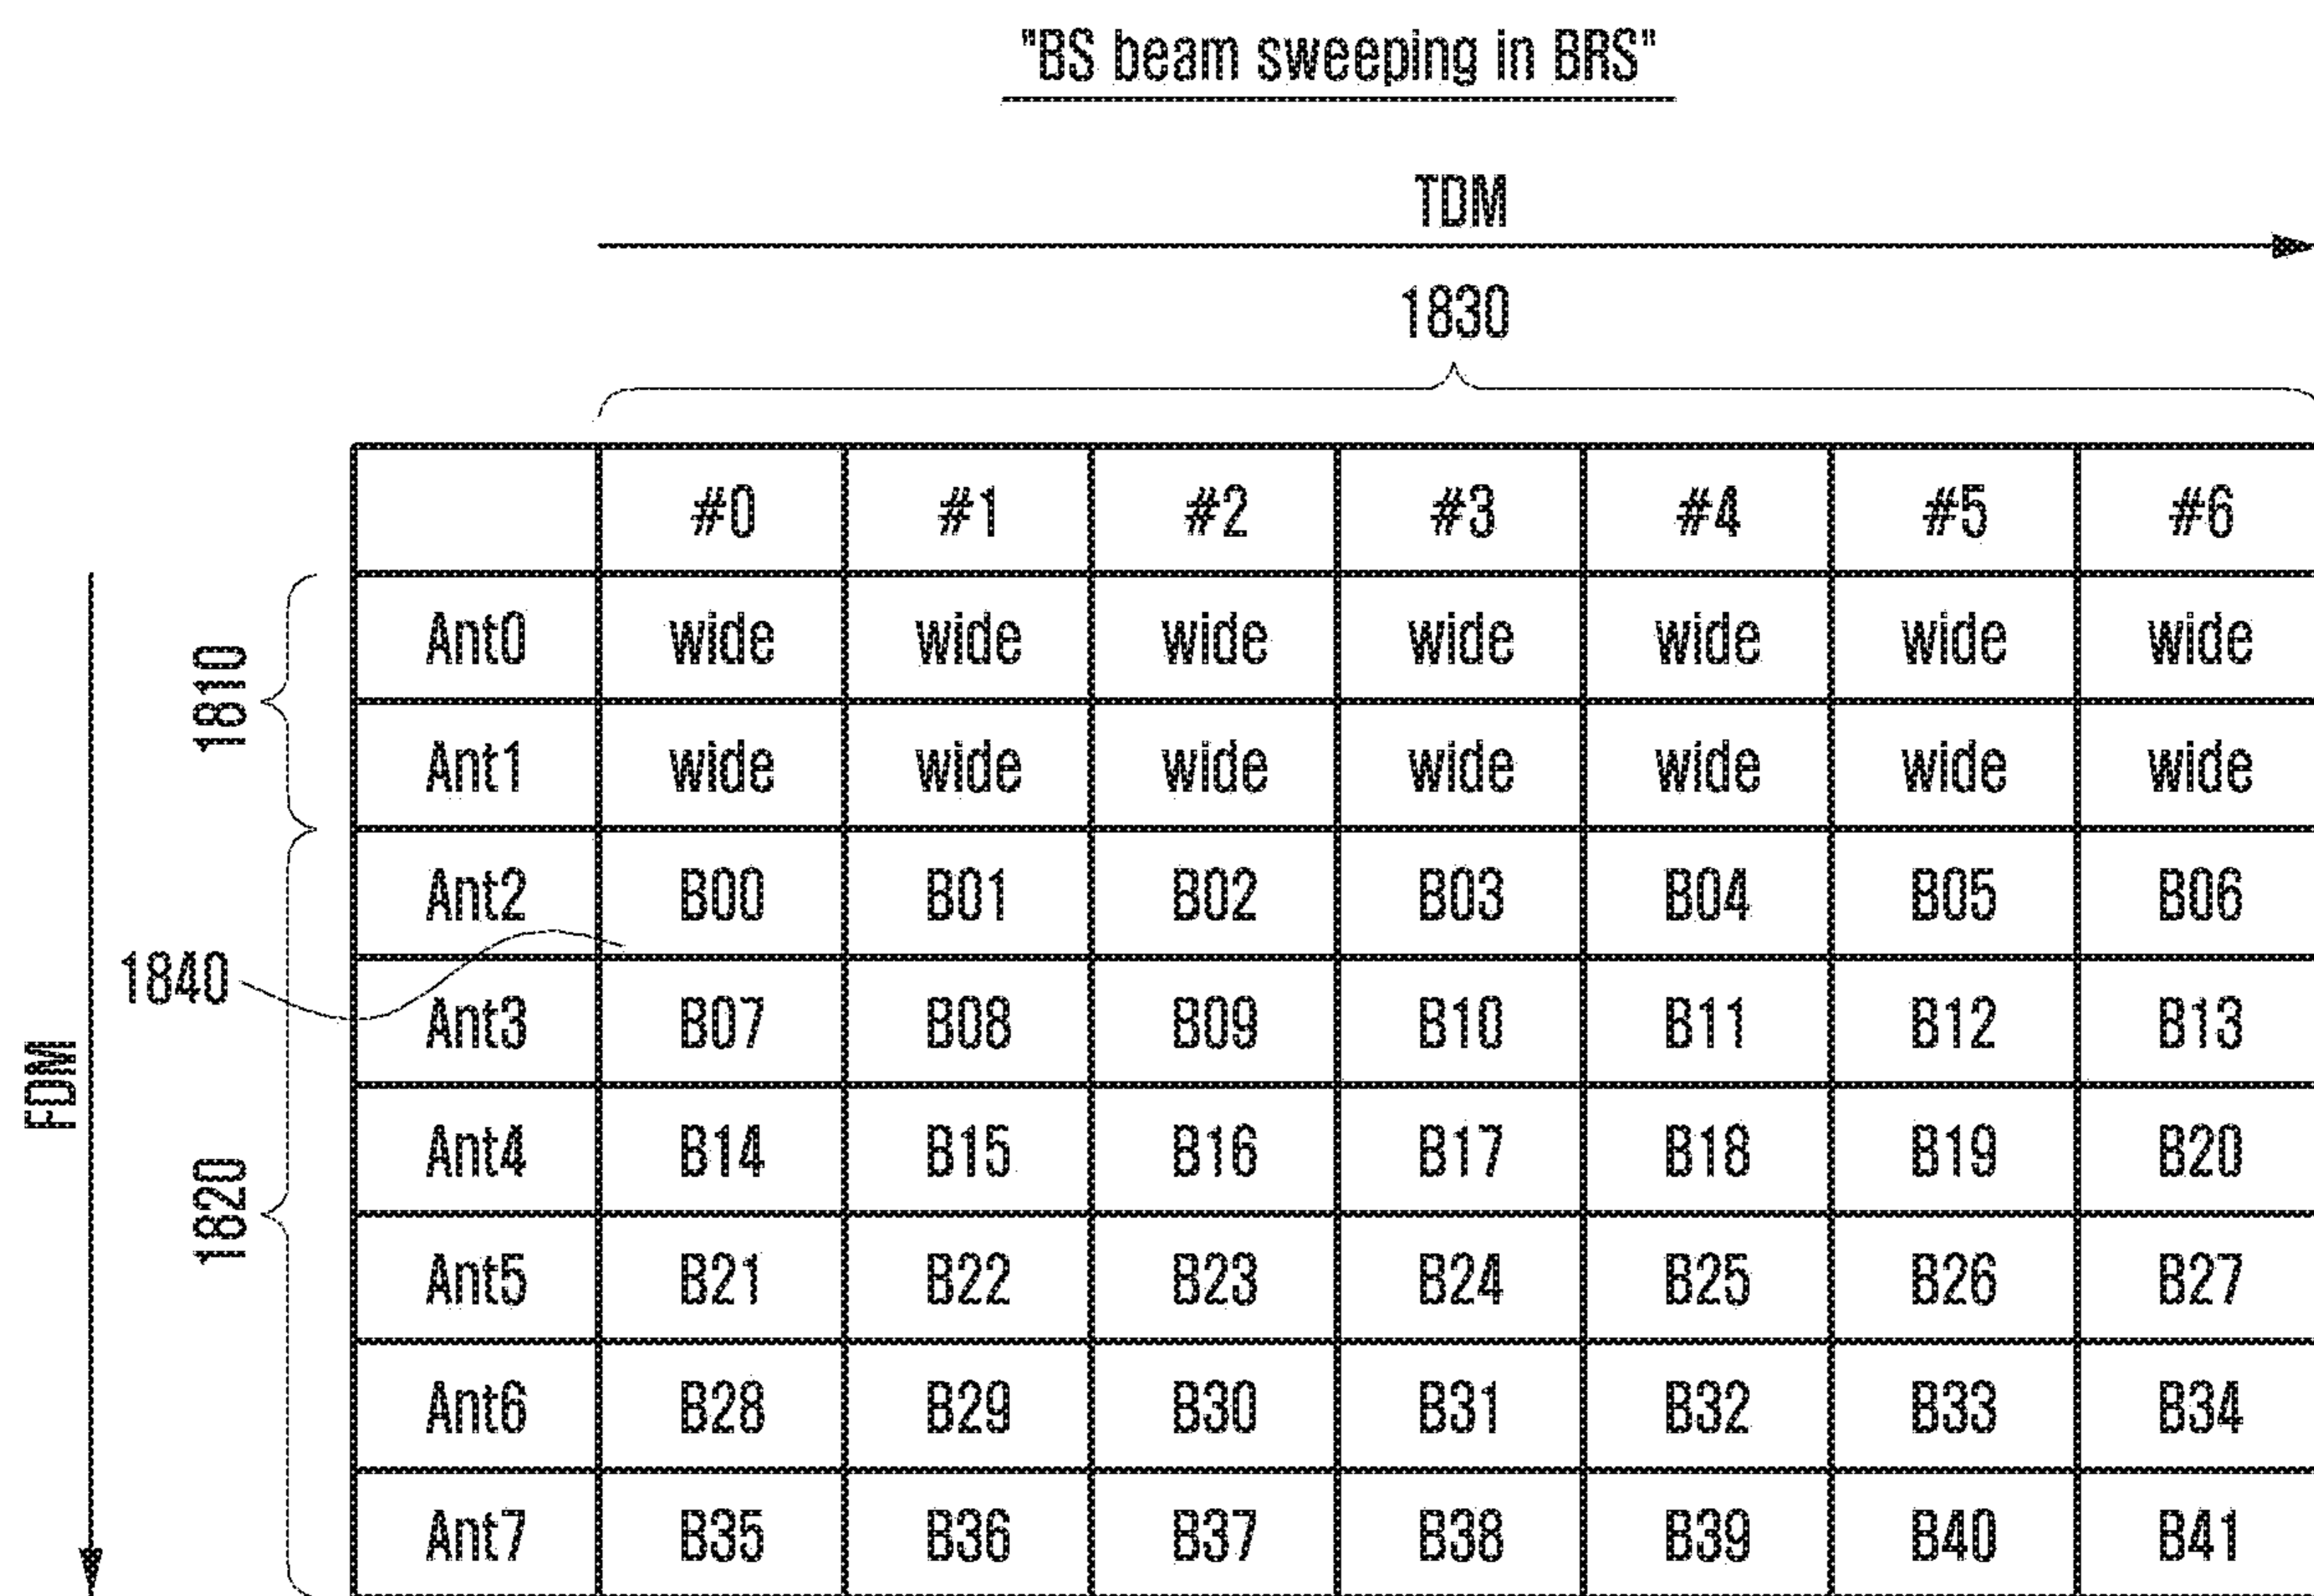 "BS beam sweeping in BRS"
TDM
1830
#0 #1 #2 #3 #4 #5 #6
1810
Ant0 wide wide wide wide wide wide wide
Ant1 wide wide wide wide wide wide wide
Ant2 B00 B01 B02 B03 B04 B05 B06
1840
Ant3 B07 B08 B09 B10 B11 B12 B13
FDM
Ant4 B14 B15 B16 B17 B18 B19 B20
1820
Ant5 B21 B22 B23 B24 B25 B26 B27
Ant6 B28 B29 B30 B31 B32 B33 B34
Ant7 B35 B36 B37 B38 B39 B40 B41